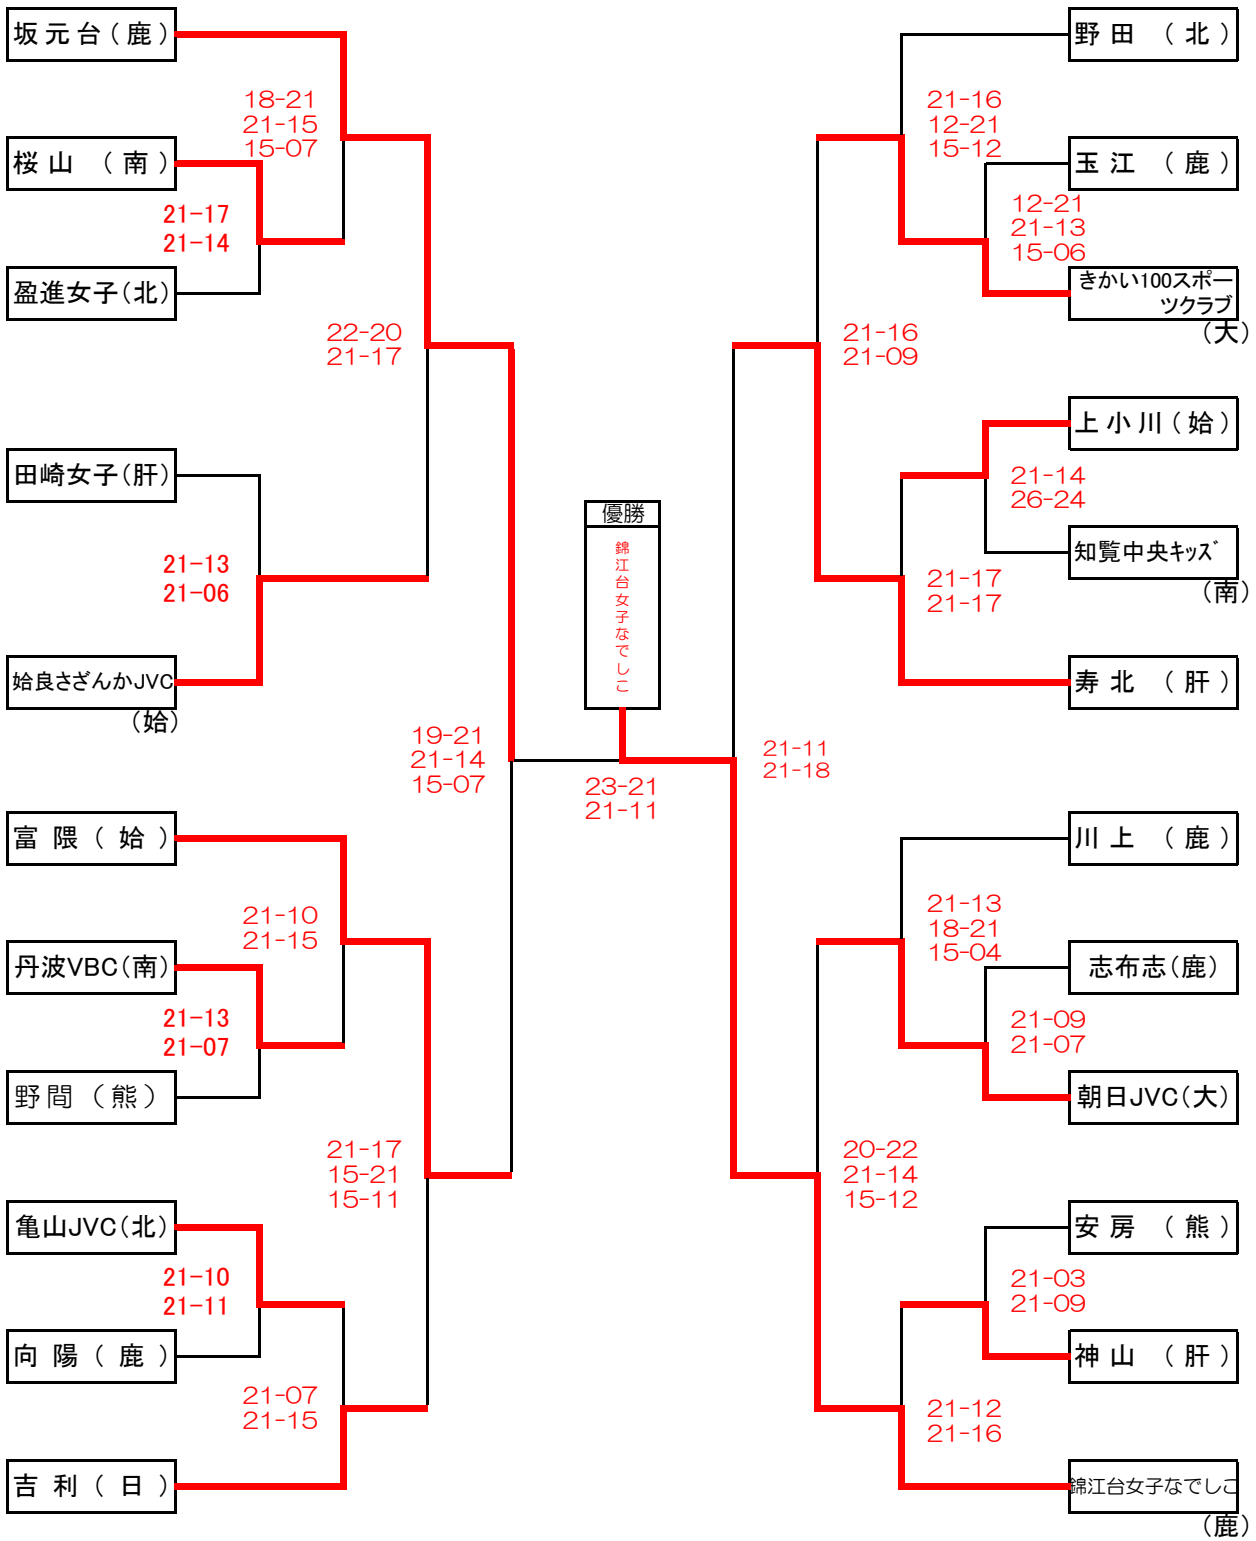 坂元台(鹿)
18-21
21-15
15-07
桜山 (南)
21-17
21-14
盈進女子(北)
22-20
21-17
田崎女子(肝)
21-13
21-06
姶良さざんかJVC
(姶)
19-21
21-14
15-07
富隈(姶)
21-10
21-15
丹波VBC(南)
21-13
21-07
野間(熊)
21-17
15-21
15-11
亀山JVC(北)
21-10
21-11
向陽(鹿)
21-07
21-15
吉利(日)
優勝
錦江台女子なでしこ
23-21
21-11
野田 (北)
21-16
12-21
15-12
玉江 (鹿)
12-21
21-13
15-06
きかい100スポー
ツクラブ
(大)
21-16
21-09
上小川(姶)
21-14
26-24
知覧中央キッズ
(南)
21-17
21-17
寿北 (肝)
21-11
21-18
川上 (鹿)
21-13
18-21
15-04
志布志(鹿)
21-09
21-07
朝日JVC(大)
20-22
21-14
15-12
安房 (熊)
21-03
21-09
神山 (肝)
21-12
21-16
錦江台女子なでしこ
(鹿)